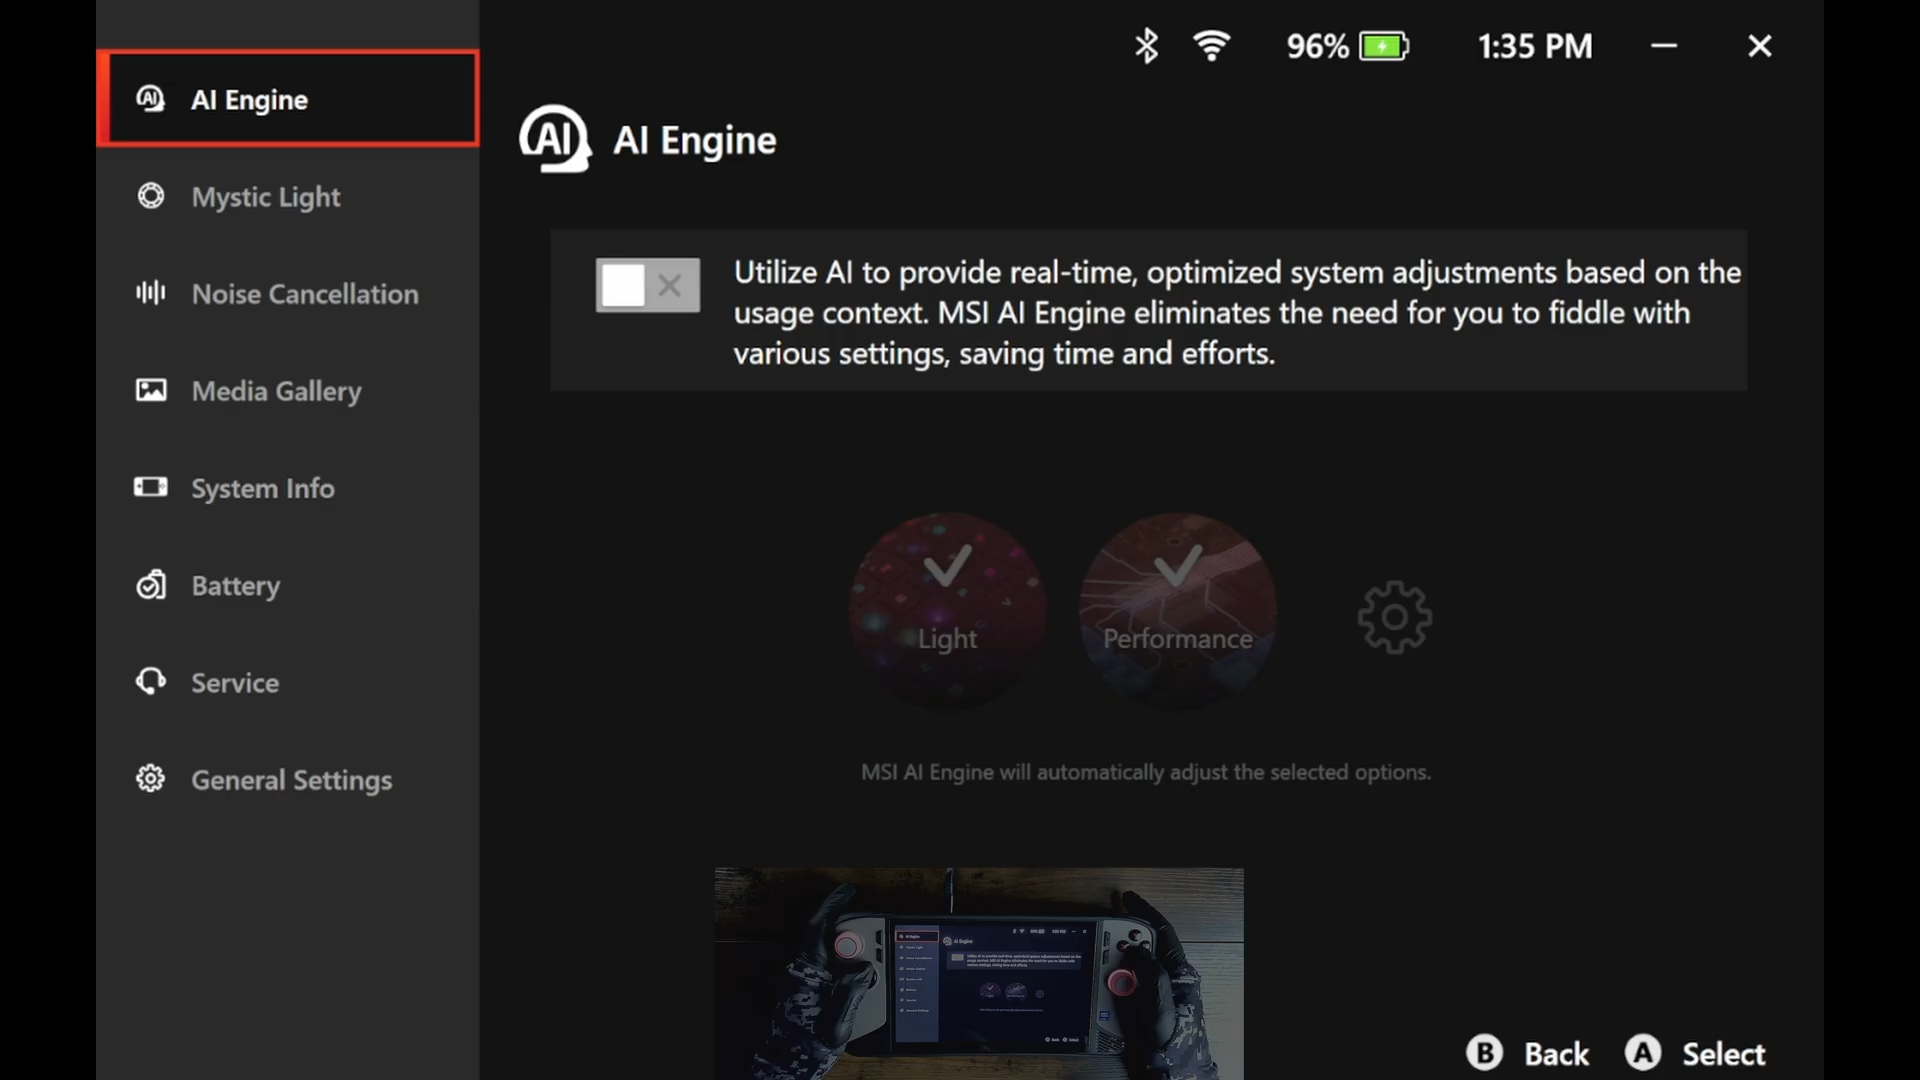 96%
1:35 PM
AI Engine
Mystic Light
Noise Cancellation
Media Gallery
System Info
Battery
Service
General Settings
AI Engine
Utilize AI to provide real-time, optimized system adjustments based on the
usage context. MSI AI Engine eliminates the need for you to fiddle with
various settings, saving time and efforts.
Light
Performance
MSI AI Engine will automatically adjust the selected options.
B Back
A Select